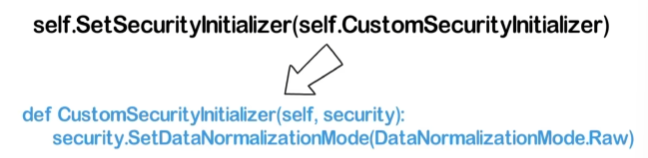 self.SetSecurityInitializer(self.CustomSecurityInitializer)
def CustomSecurityInitializer(self, security):
security.SetDataNormalizationMode(DataNormalizationMode.Raw)